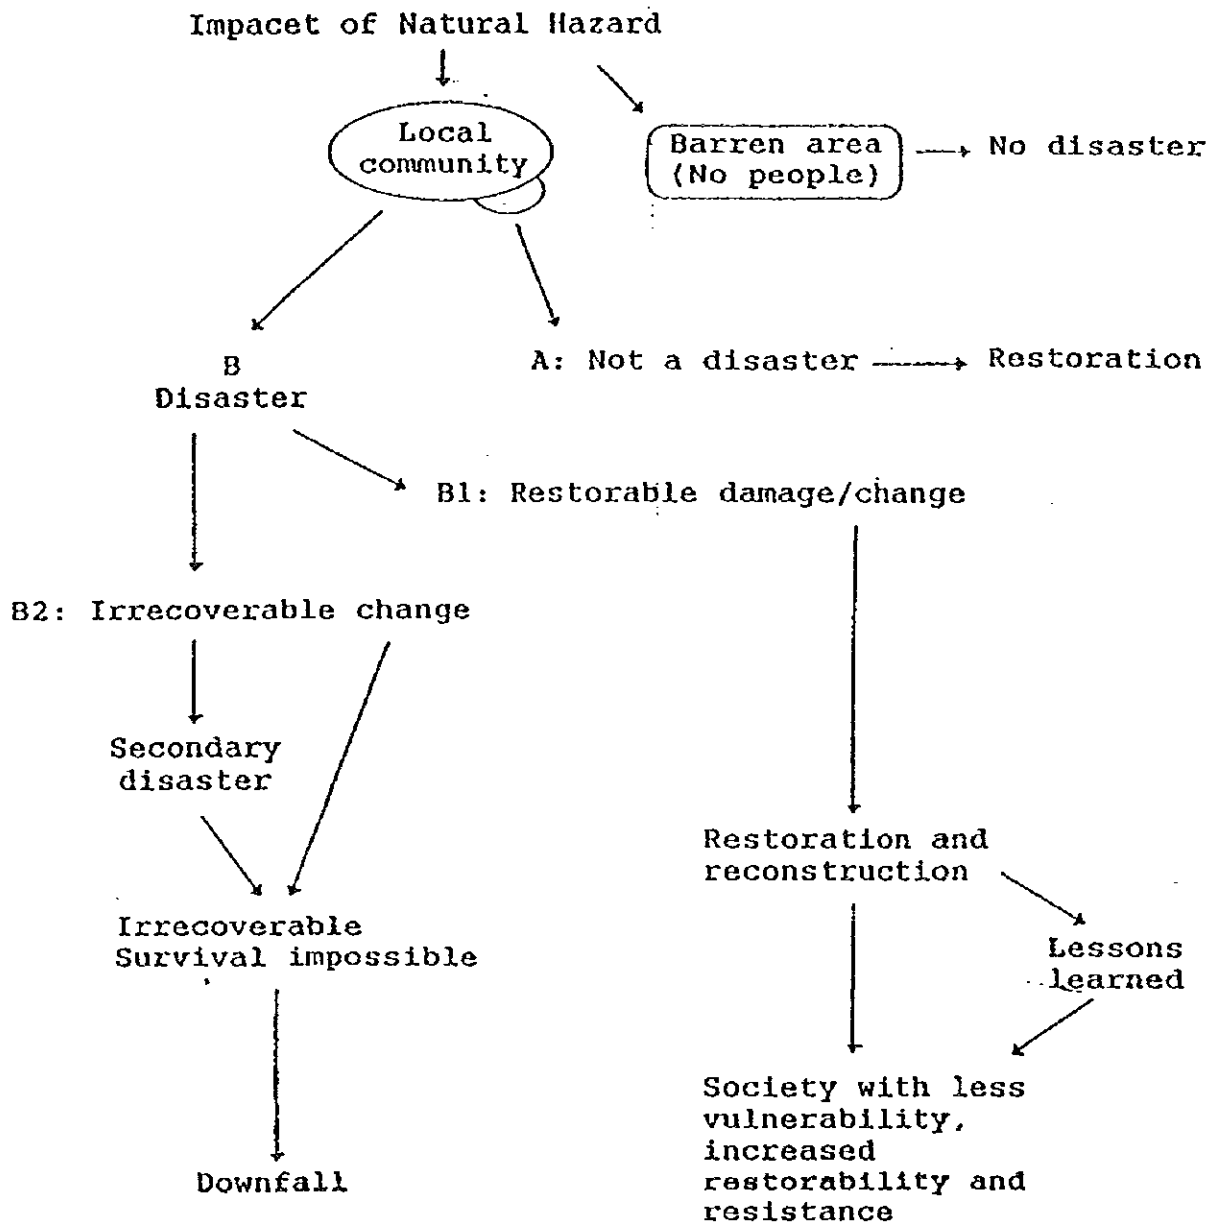 Impacet of Natural Hazard
Local
community
Barren area
(No people)
No disaster
B
Disaster
A: Not a disaster
Restoration
B1: Restorable damage/change
B2: Irrecoverable change
Secondary
disaster
Restoration and
reconstruction
Irrecoverable
Survival impossible
Lessons
learned
Society with less
vulnerability,
increased
restorability and
resistance
Downfall